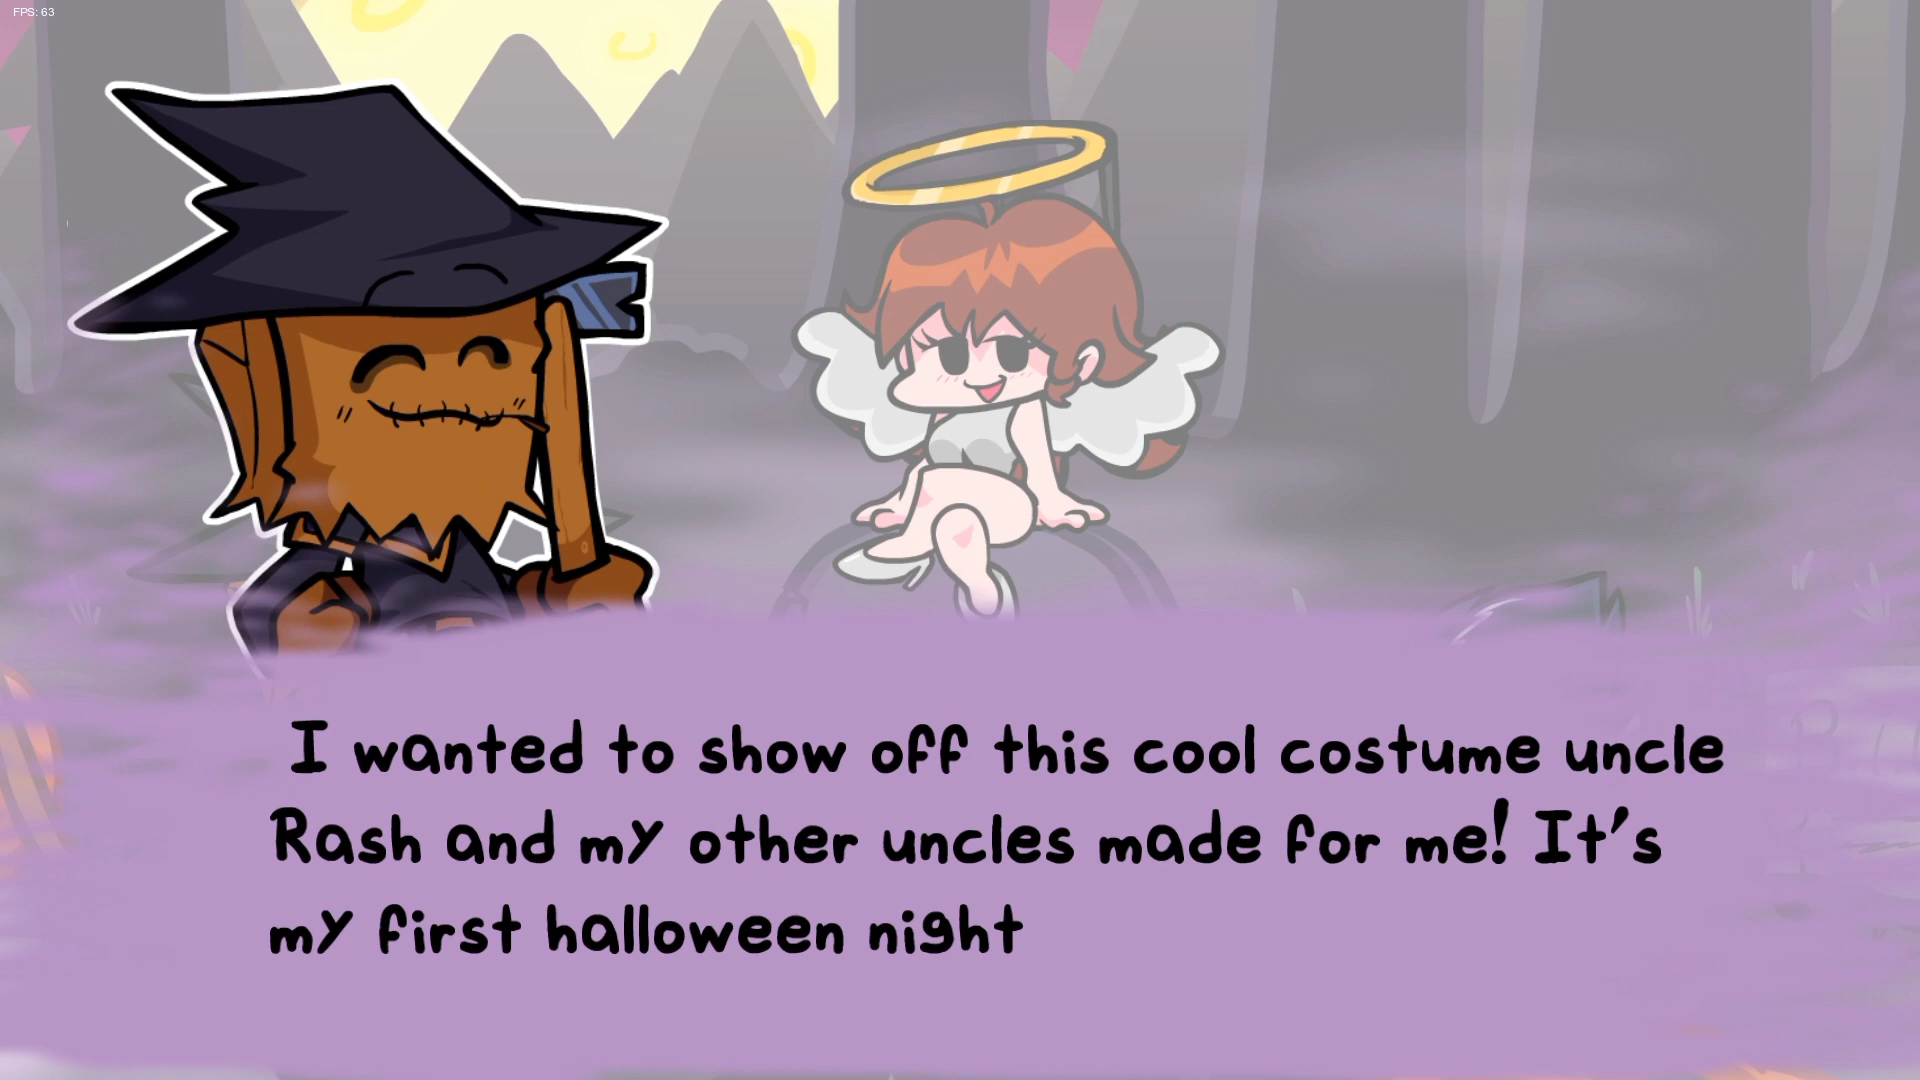 FPS: 63
I wanted to show off this cool costume uncle
Rash and my other uncles made for me! It's
my first halloween night